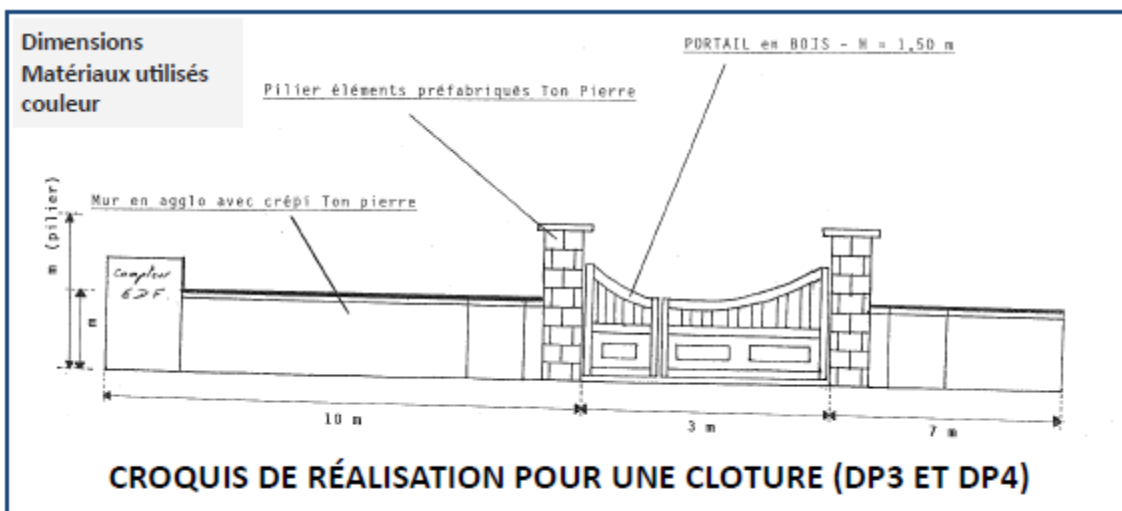 Dimensions
Matériaux utilisés
couleur
PORTAIL en BOIS - H = 1,50 m
Pilier éléments préfabriqués Ton Pierre
Mur en agglo avec crépi Ton pierre
m (pilier)
m
Compteur
EDF.
10 m
3 m
7 m
CROQUIS DE RÉALISATION POUR UNE CLOTURE (DP3 ET DP4)